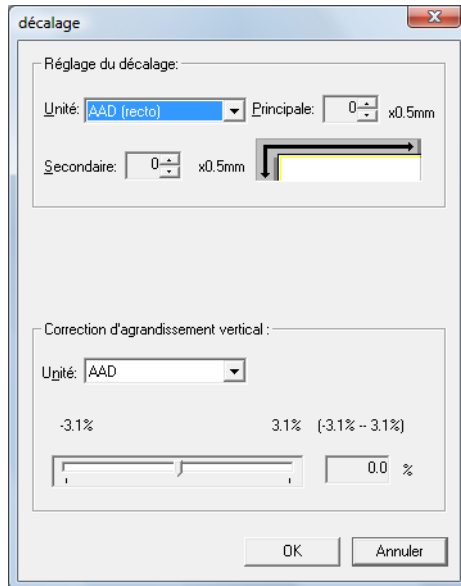 décalage
Réglage du décalage:
Unité: AAD (recto) Principale: 0 x0.5mm
Secondaire: 0 x0.5mm
Correction d'agrandissement vertical :
Unité: AAD
-3.1% 3.1% (-3.1% -- 3.1%)
0.0 %
OK Annuler